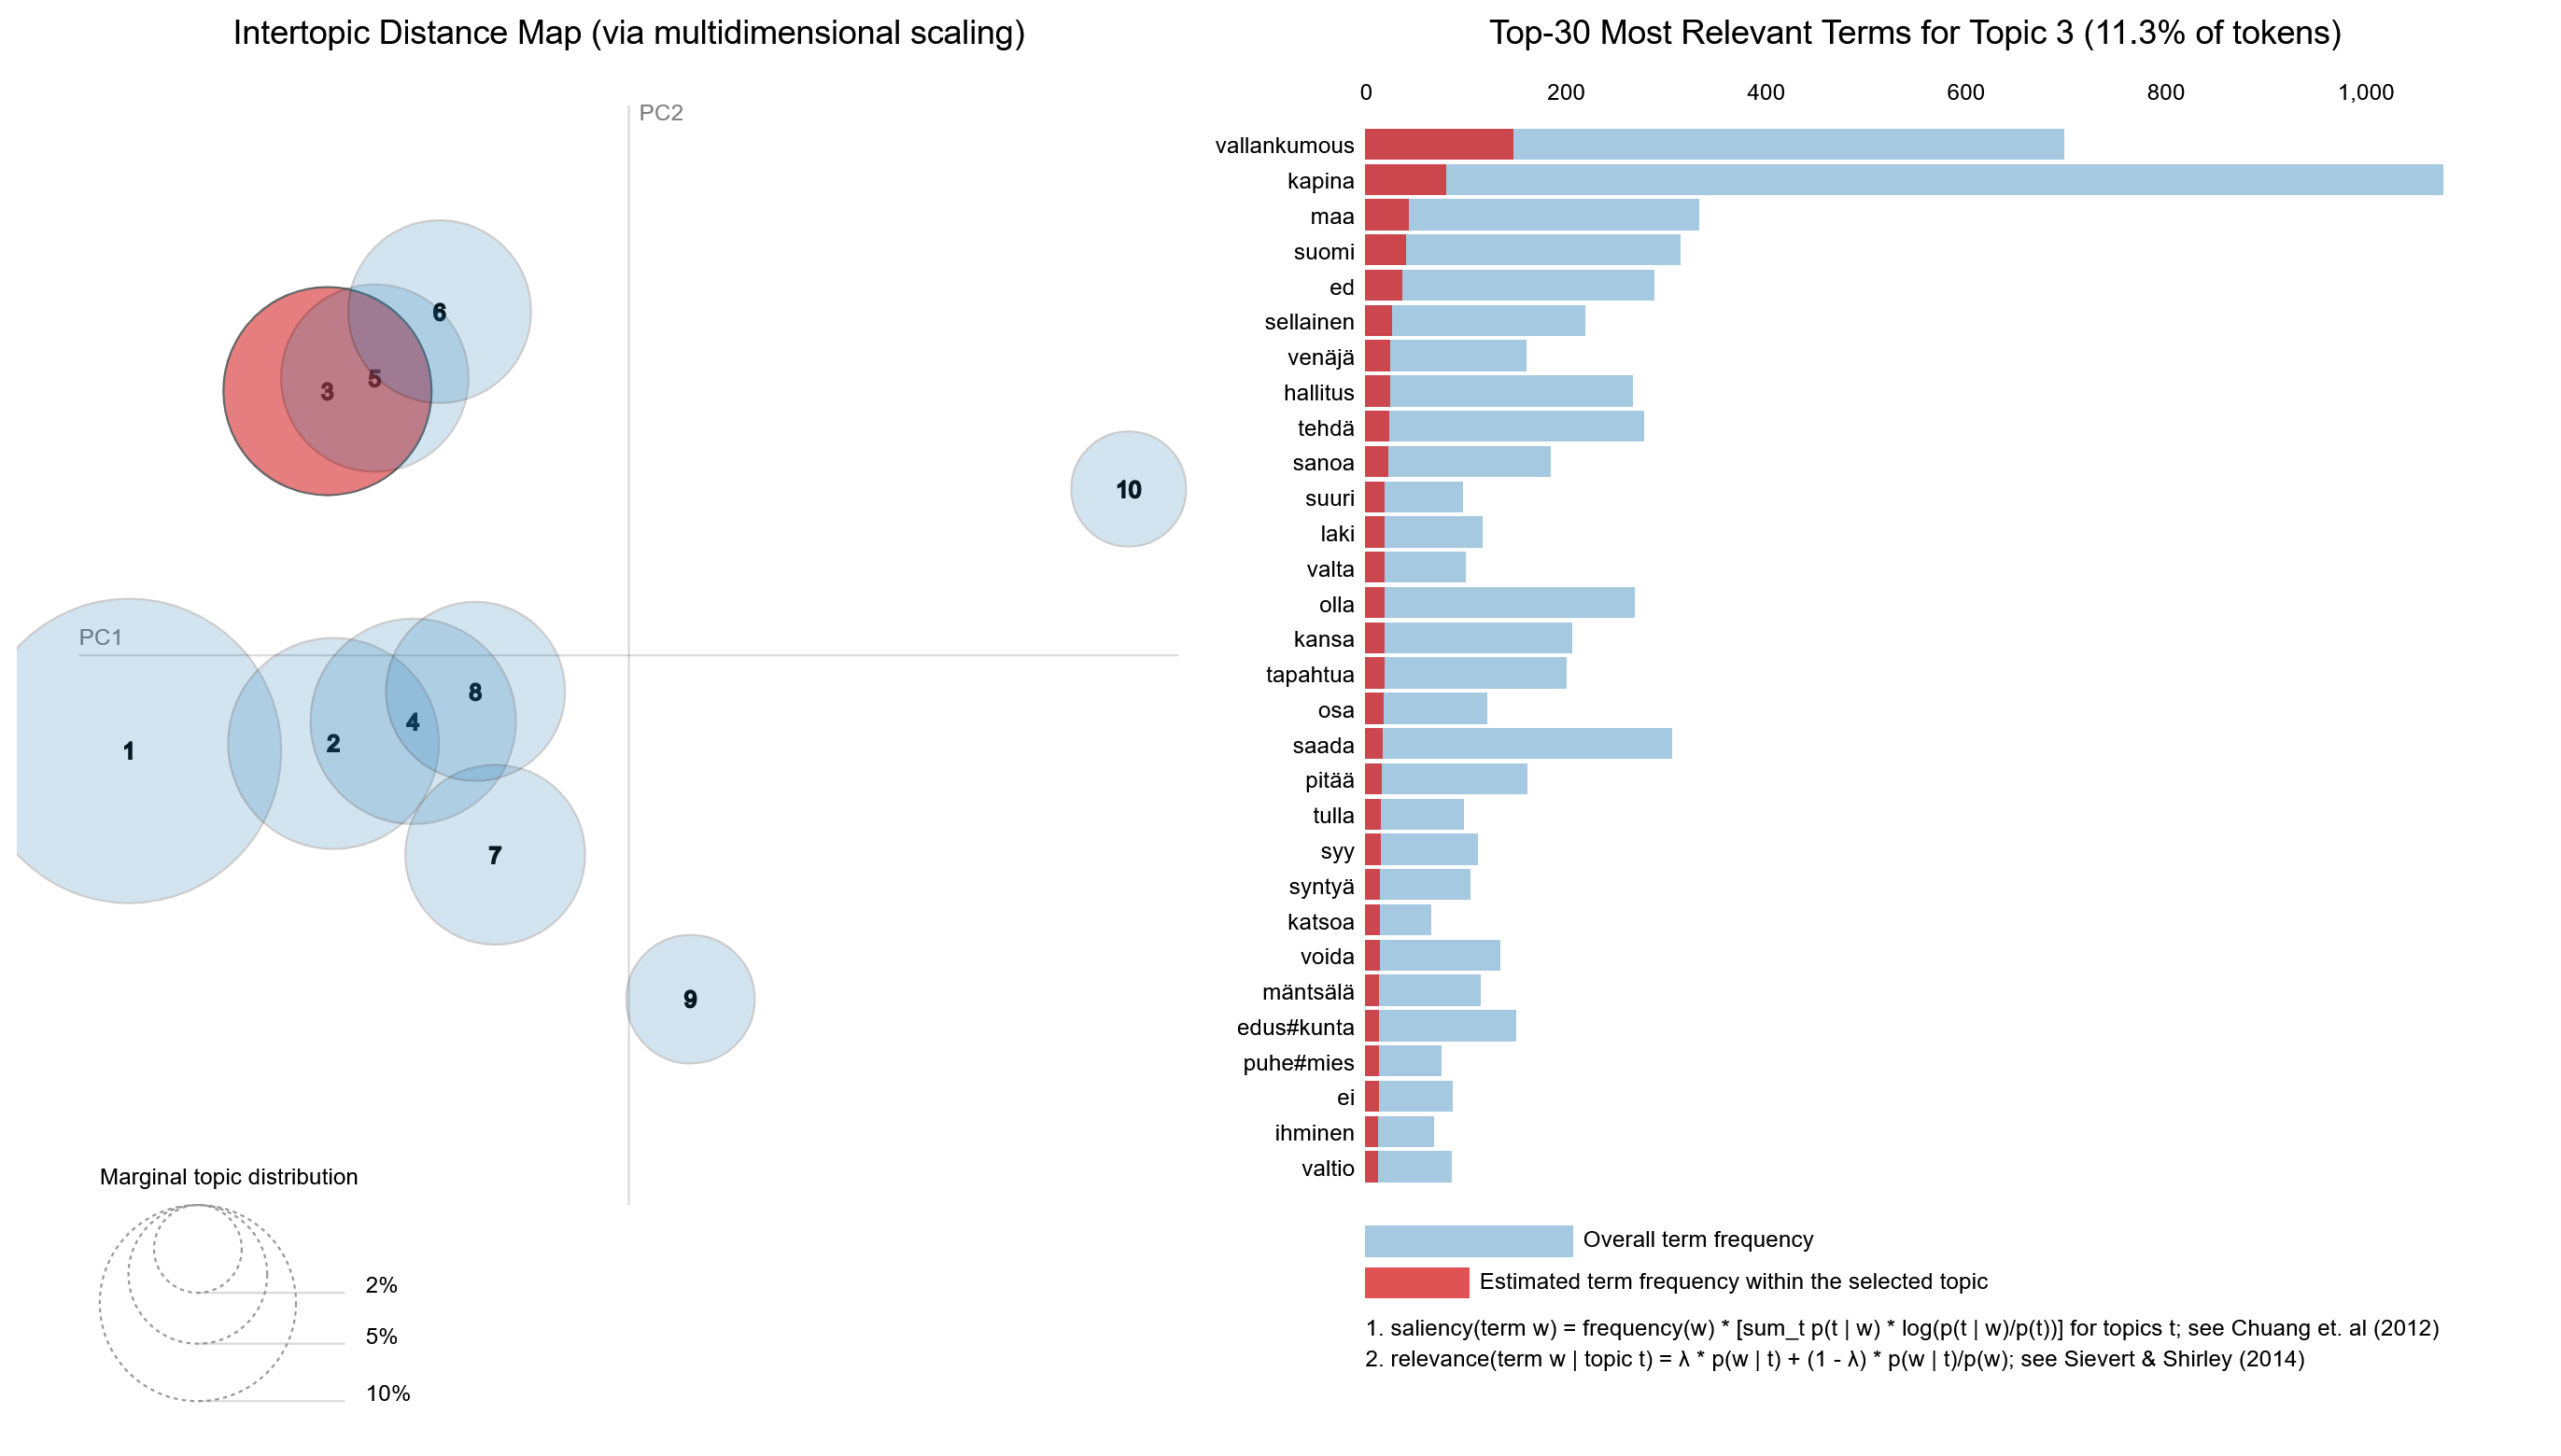 Intertopic Distance Map (via multidimensional scaling)
PC2
PC1
6
5
3
10
8
4
2
1
7
9
Marginal topic distribution
2%
5%
10%
Top-30 Most Relevant Terms for Topic 3 (11.3% of tokens)
0 200 400 600 800 1,000
vallankumous
kapina
maa
suomi
ed
sellainen
venäjä
hallitus
tehdä
sanoa
suuri
laki
valta
olla
kansa
tapahtua
osa
saada
pitää
tulla
syy
syntyä
katsoa
voida
mäntsälä
edus#kunta
puhe#mies
ei
ihminen
valtio
Overall term frequency
Estimated term frequency within the selected topic
1. saliency(term w) = frequency(w) * [sum_t p(t | w) * log(p(t | w)/p(t))] for topics t; see Chuang et. al (2012)
2. relevance(term w | topic t) = λ * p(w | t) + (1 - λ) * p(w | t)/p(w); see Sievert & Shirley (2014)